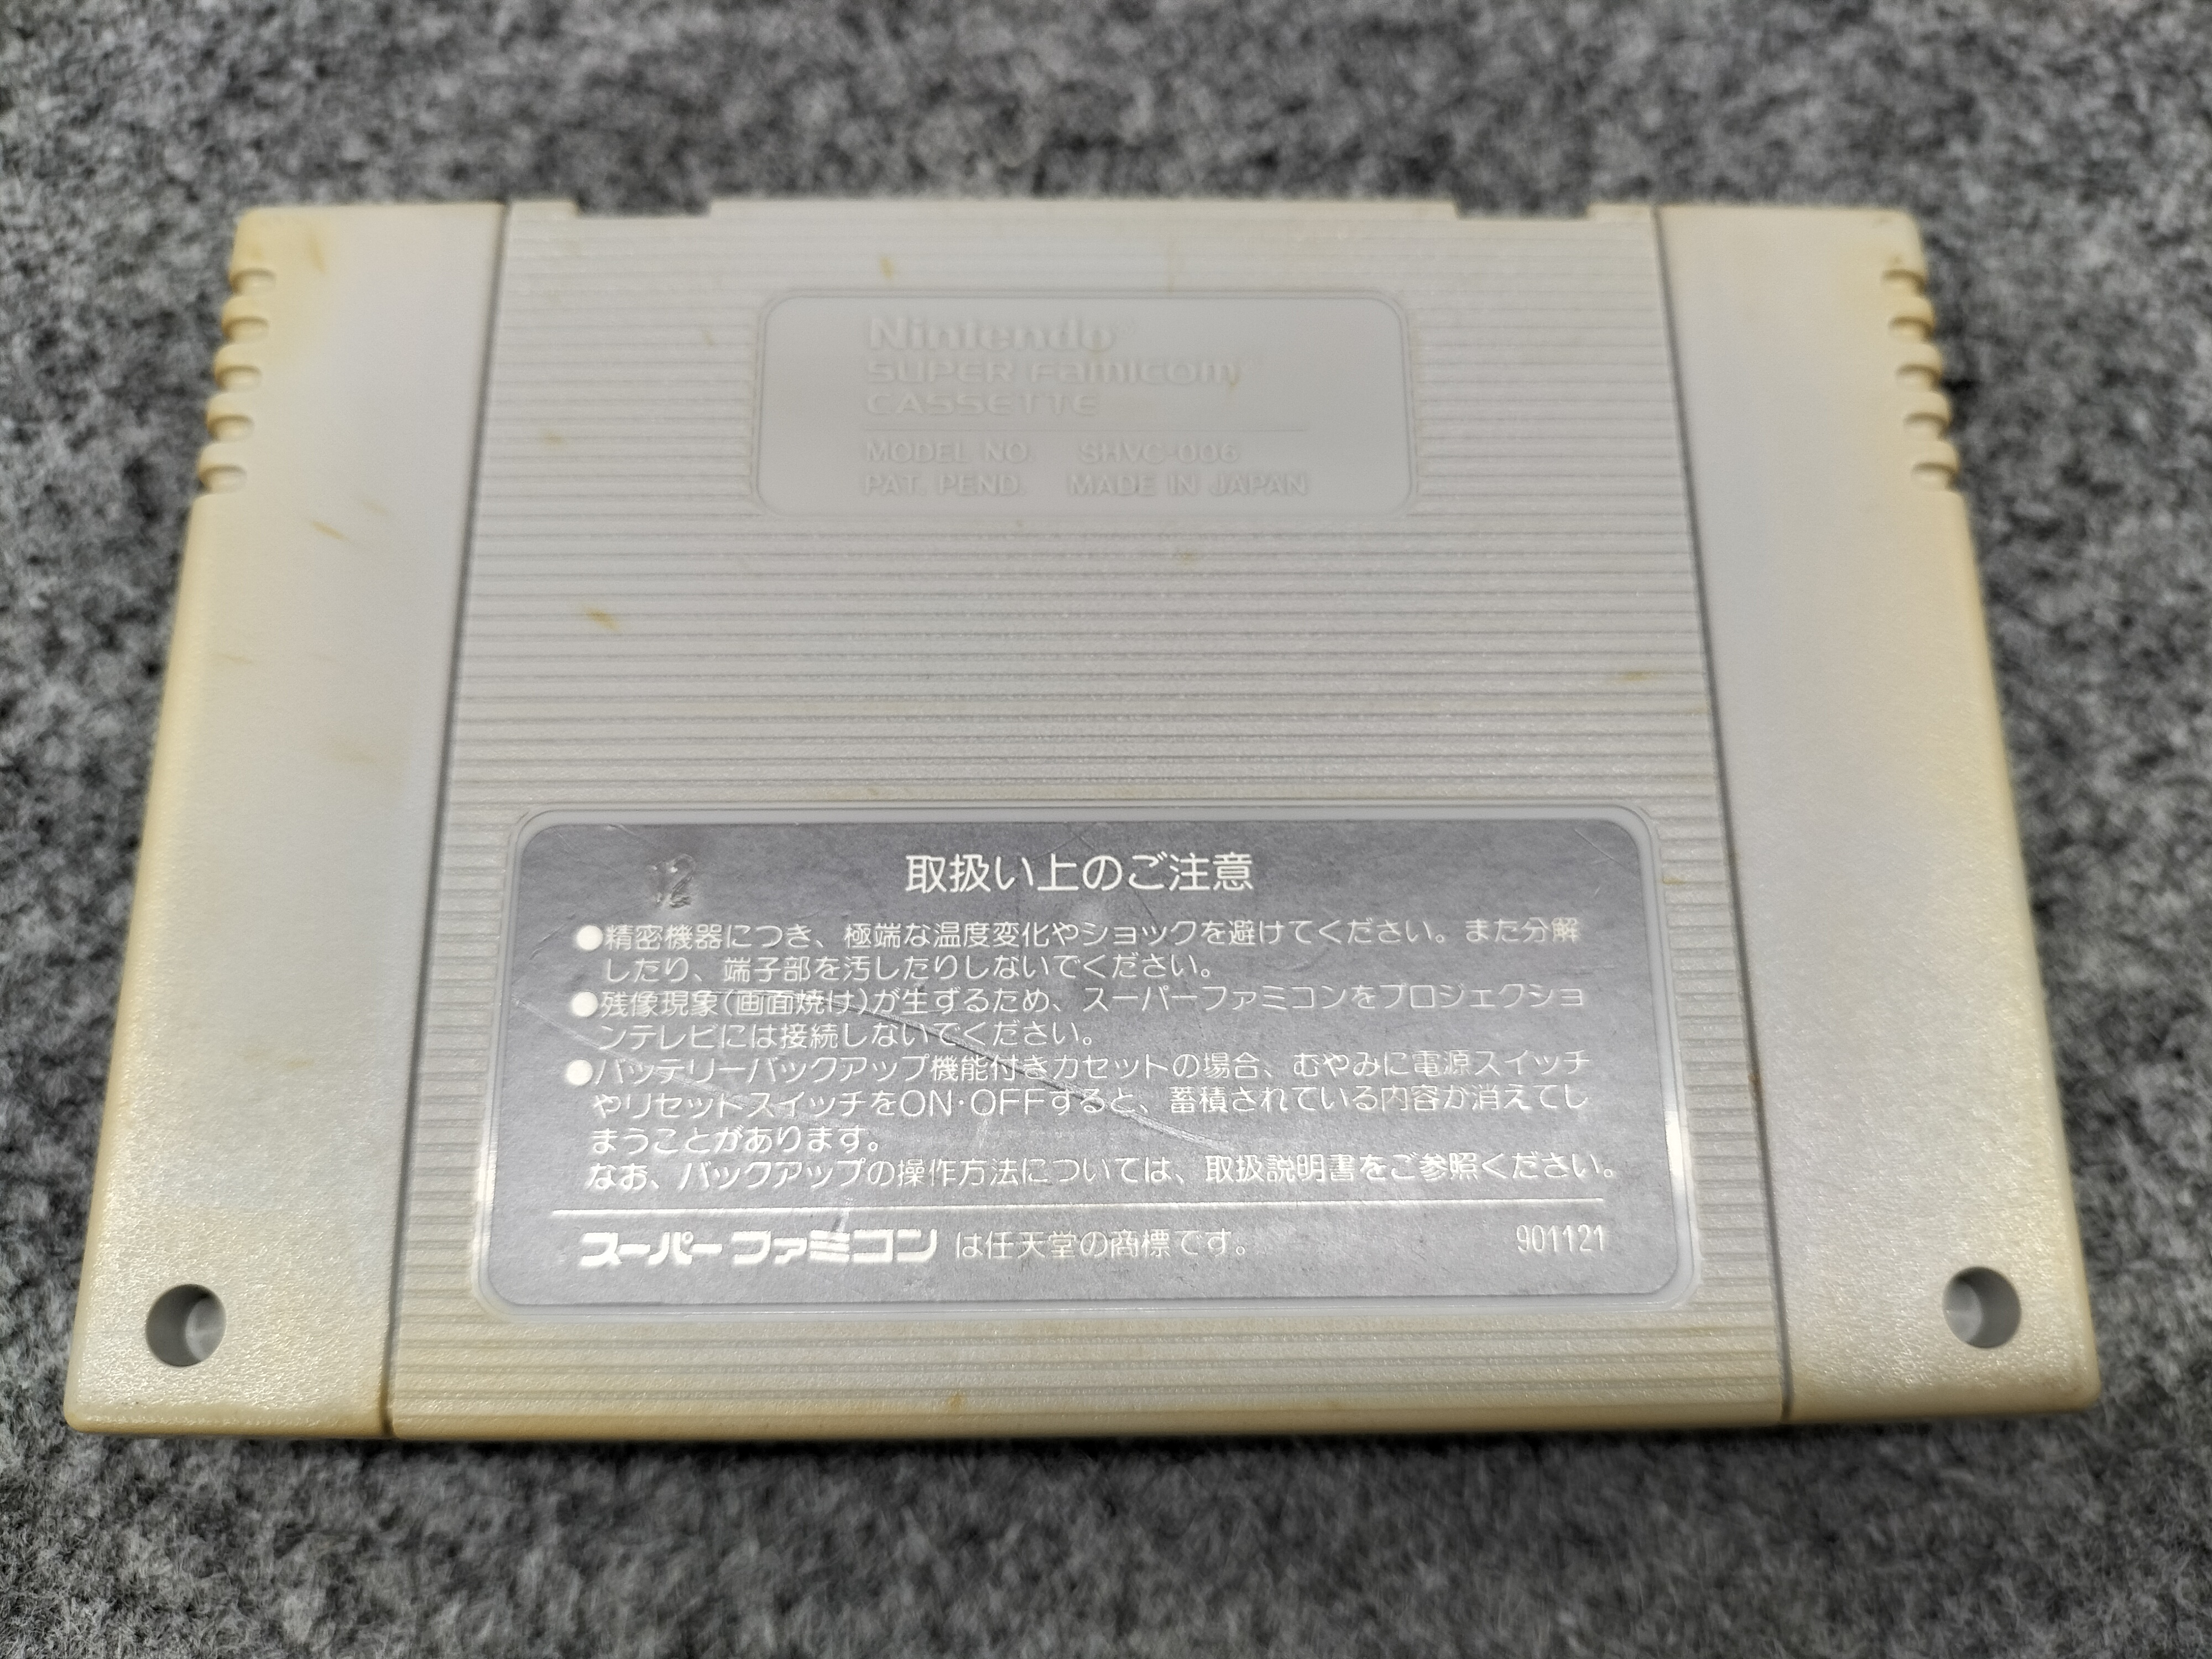 Nintendo®
SUPER FAMICOM
CASSETTE
MODEL NO. SHVC-006
PAT. PEND. MADE IN JAPAN
12
取扱い上のご注意
●精密機器につき、極端な温度変化やショックを避けてください。また分解
したり、端子部を汚したりしないでください。
●残像現象(画面焼け)が生ずるため、スーパーファミコンをプロジェクショ
ンテレビには接続しないでください。
●バッテリーバックアップ機能付きカセットの場合、むやみに電源スイッチ
やリセットスイッチをON·OFFすると、蓄積されている内容が消えてし
まうことがあります。
なお、バックアップの操作方法については、取扱説明書をご参照ください。
スーパーファミコン は任天堂の商標です。 901121